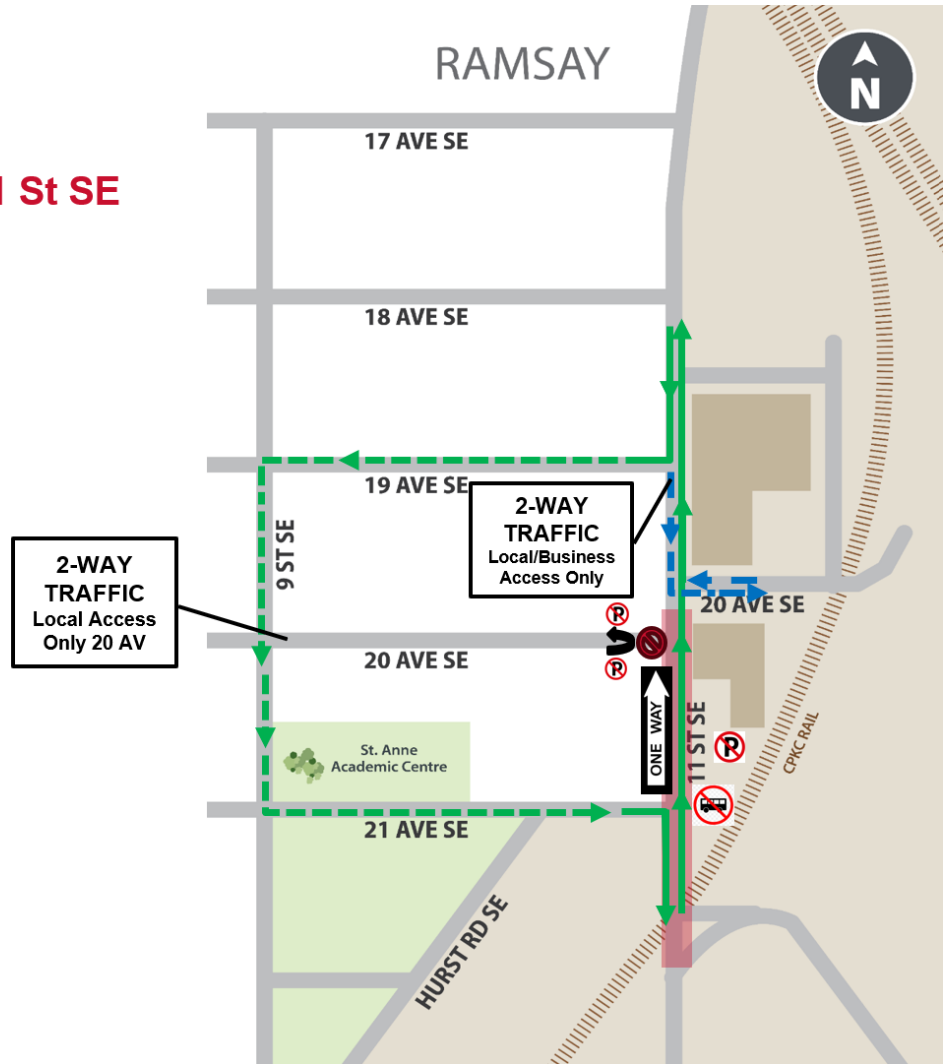 RAMSAY
N
17 AVE SE
St SE
18 AVE SE
19 AVE SE
2-WAY
TRAFFIC
Local/Business
Access Only
9 ST SE
2-WAY
TRAFFIC
Local Access
Only 20 AV
20 AVE SE
P
20 AVE SE
P
ONE WAY
11 ST SE
P
CPKC RAIL
St. Anne
Academic Centre
21 AVE SE
HURST RD SE